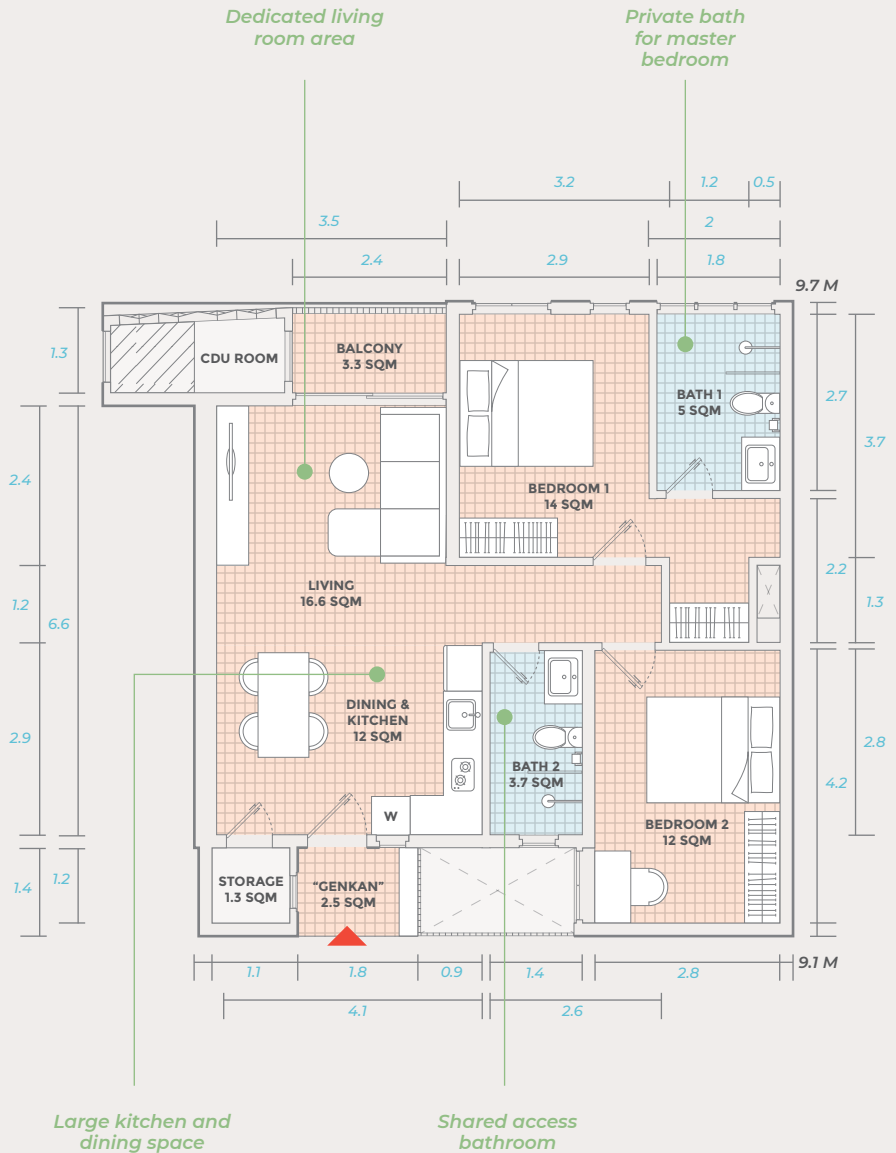 Dedicated living
room area
Private bath
for master
bedroom
3.2
1.2
0.5
3.5
2
2.4
2.9
1.8
9.7 M
1.3
CDU ROOM
BALCONY
3.3 SQM
BATH 1
5 SQM
2.7
3.7
2.4
BEDROOM 1
14 SQM
LIVING
16.6 SQM
1.2
6.6
2.2
1.3
DINING &
KITCHEN
12 SQM
2.9
BATH 2
3.7 SQM
2.8
4.2
W
BEDROOM 2
12 SQM
STORAGE
1.3 SQM
“GENKAN”
2.5 SQM
1.4
1.2
9.1 M
1.1
1.8
0.9
1.4
2.8
4.1
2.6
Large kitchen and
dining space
Shared access
bathroom